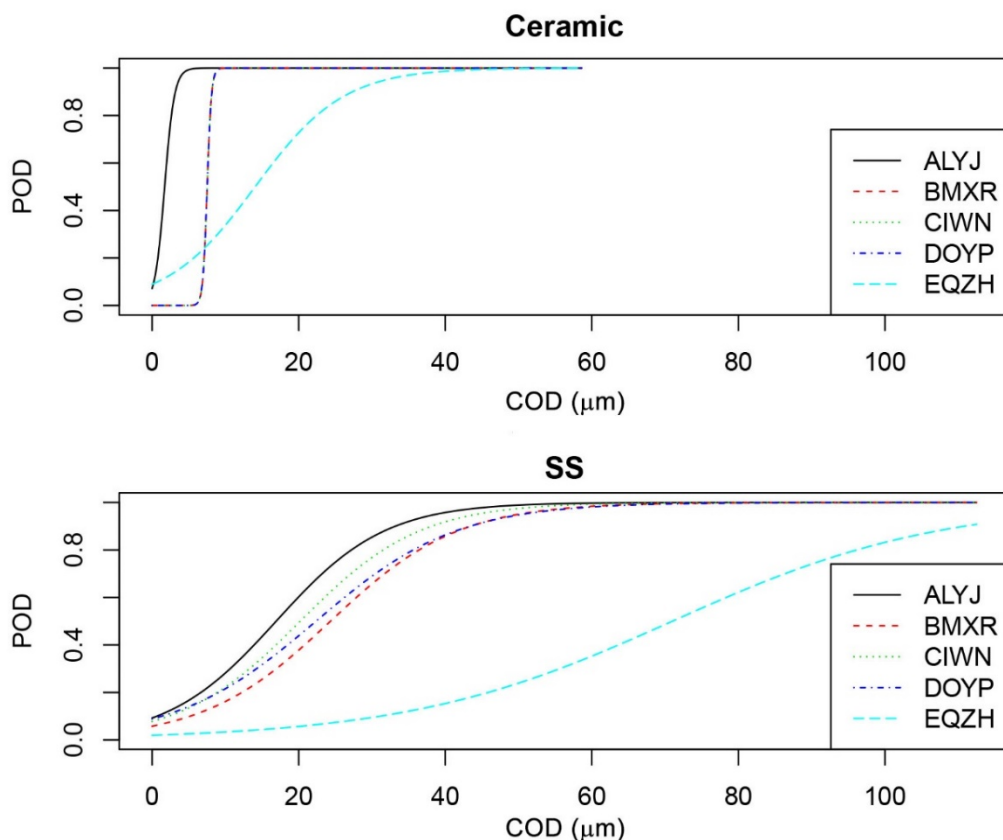 Ceramic
POD
0.0 0.4 0.8
ALYJ
BMXR
CIWN
DOYP
EQZH
0 20 40 60 80 100
COD (μm)
SS
POD
0.0 0.4 0.8
ALYJ
BMXR
CIWN
DOYP
EQZH
0 20 40 60 80 100
COD (μm)